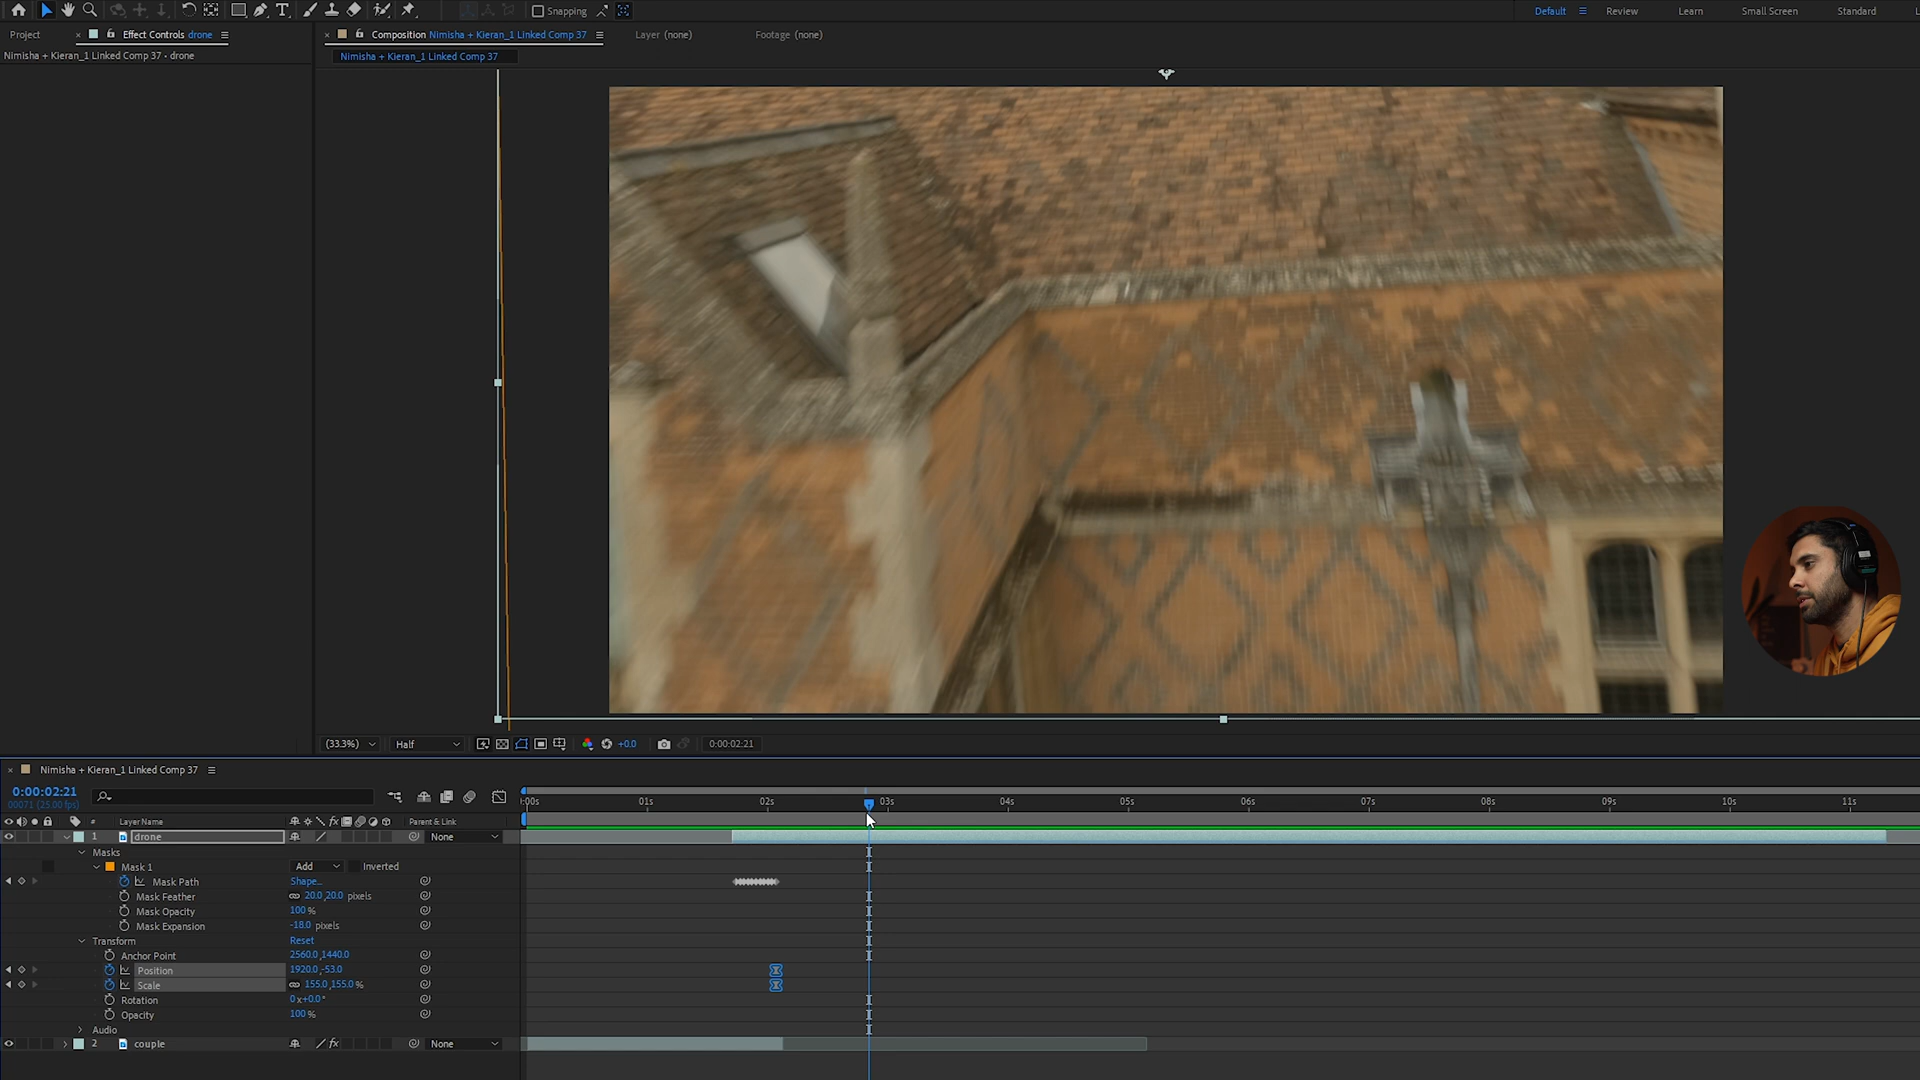 Snapping
Default
Review
Learn
Small Screen
Standard
Project
Effect Controls drone
Composition Nimisha + Kieran_1 Linked Comp 37
Layer (none)
Footage (none)
Nimisha + Kieran_1 Linked Comp 37 • drone
Nimisha + Kieran_1 Linked Comp 37
(33.3%)
Half
+0.0
0:00:02:21
Nimisha + Kieran_1 Linked Comp 37
0:00:02:21
00071 (25.00 fps)
:00s
01s
02s
03s
04s
05s
06s
07s
08s
09s
10s
11s
#
Layer Name
fx
Parent & Link
1
drone
None
Masks
Mask 1
Add
Inverted
Mask Path
Shape...
Mask Feather
20.0,20.0 pixels
Mask Opacity
100 %
Mask Expansion
-18.0 pixels
Transform
Reset
Anchor Point
2560.0,1440.0
Position
1920.0,-53.0
Scale
155.0,155.0 %
Rotation
0 x+0.0°
Opacity
100 %
Audio
2
couple
fx
None